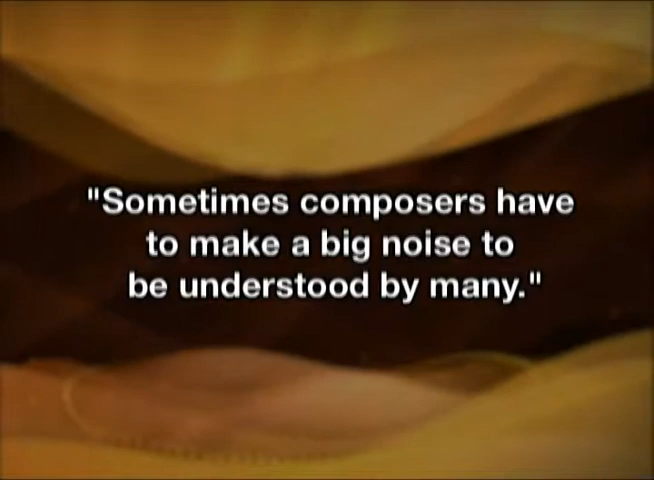 "Sometimes composers have
to make a big noise to
be understood by many."